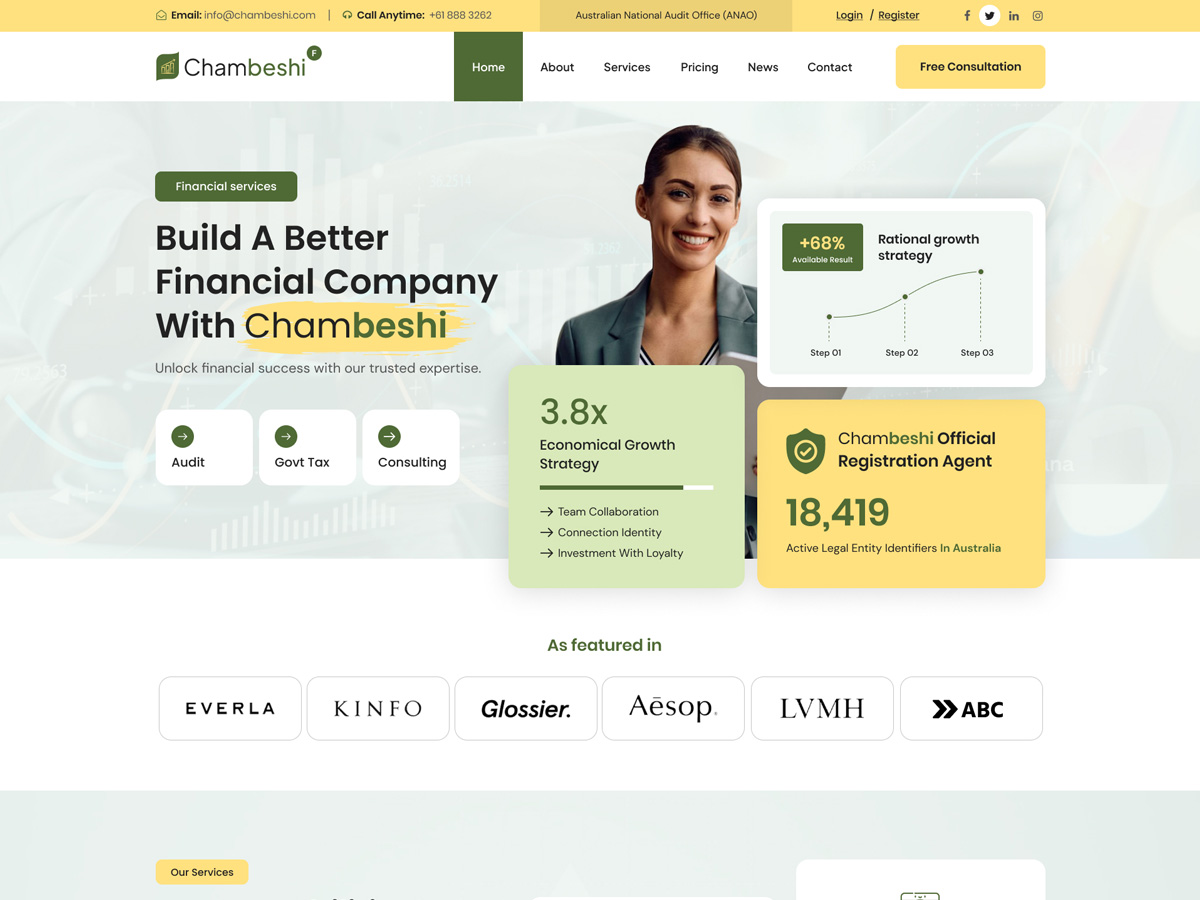 Email: info@chambeshi.com | Call Anytime: +61 888 3262
Australian National Audit Office (ANAO)
Login / Register
Chambeshi F
Home About Services Pricing News Contact
Free Consultation
Financial services
Build A Better
Financial Company
With Chambeshi
Unlock financial success with our trusted expertise.
Audit
Govt Tax
Consulting
+68%
Available Result
Rational growth
strategy
Step 01 Step 02 Step 03
3.8x
Economical Growth
Strategy
Team Collaboration
Connection Identity
Investment With Loyalty
Chambeshi Official
Registration Agent
18,419
Active Legal Entity Identifiers In Australia
As featured in
EVERLA
KINFO
Glossier.
Aēsop.
LVMH
ABC
Our Services